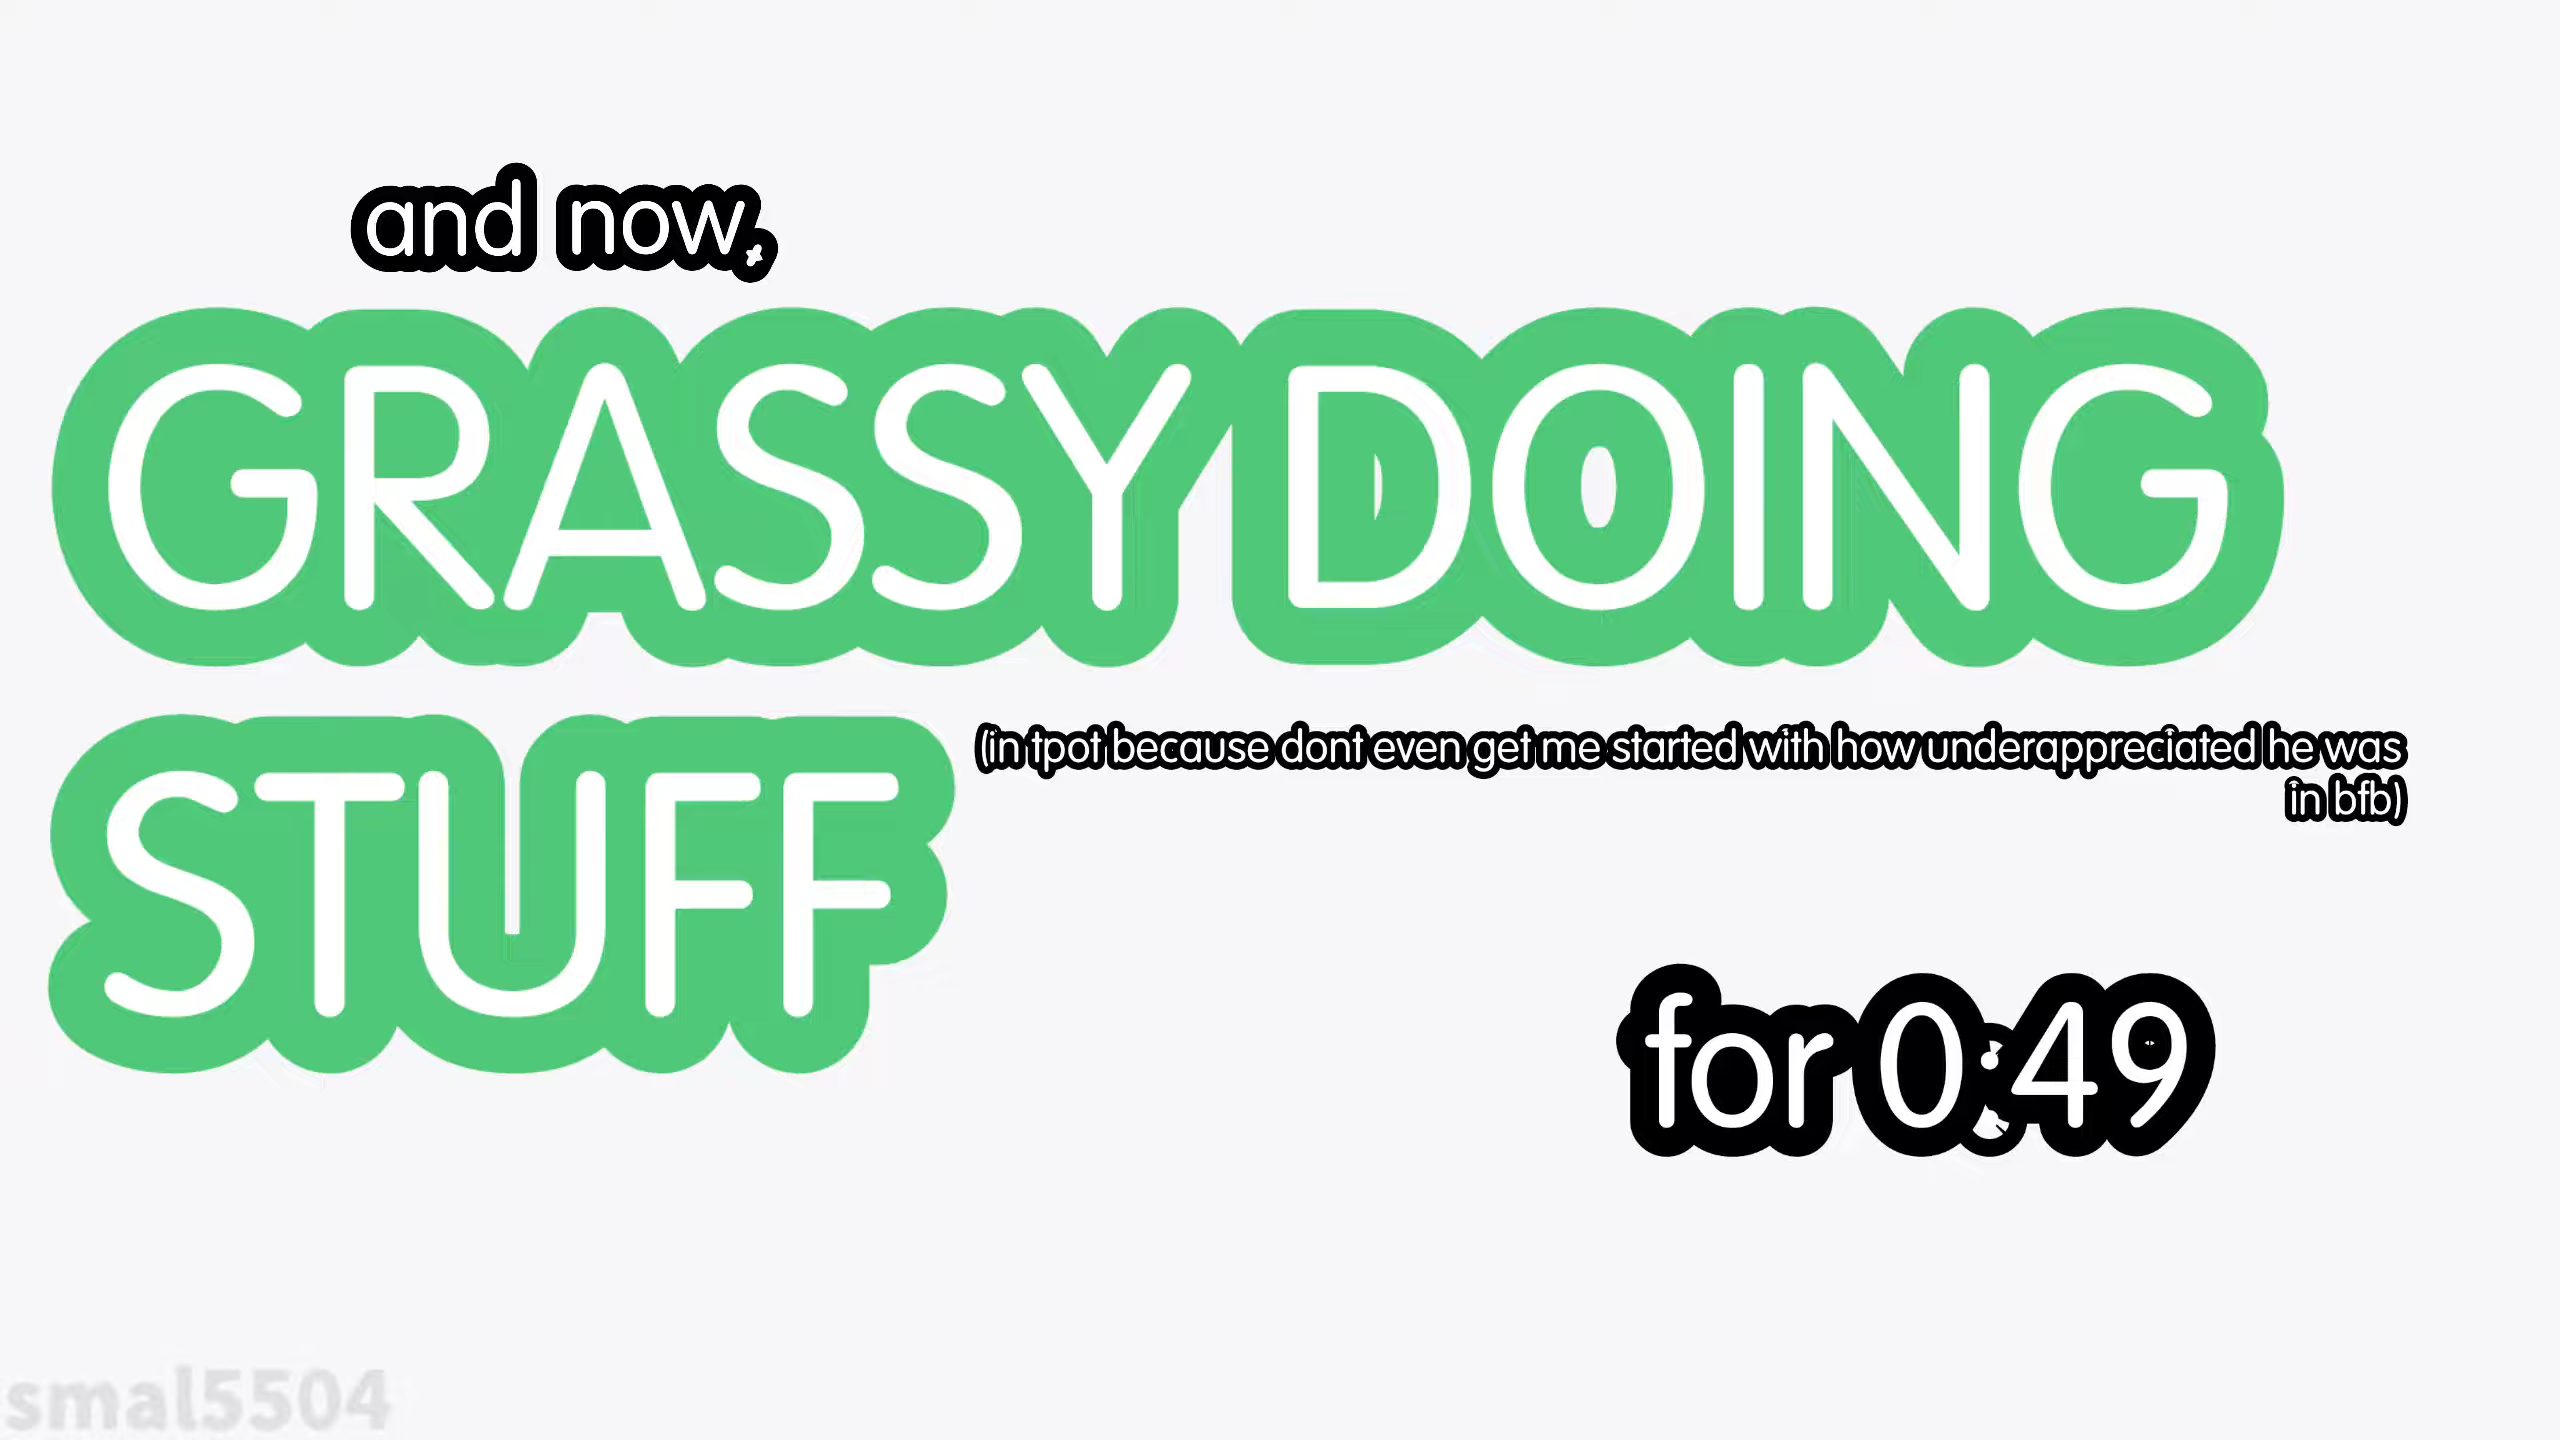 and now,
GRASSY DOING
STUFF
(in tpot because dont even get me started with how underappreciated he was
in bfb)
for 0:49
smal5504